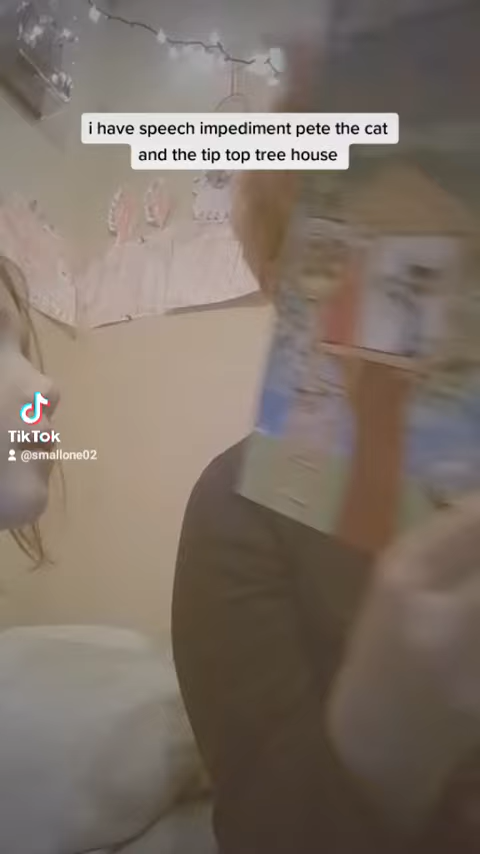 i have speech impediment pete the cat
and the tip top tree house
TikTok
@smallone02